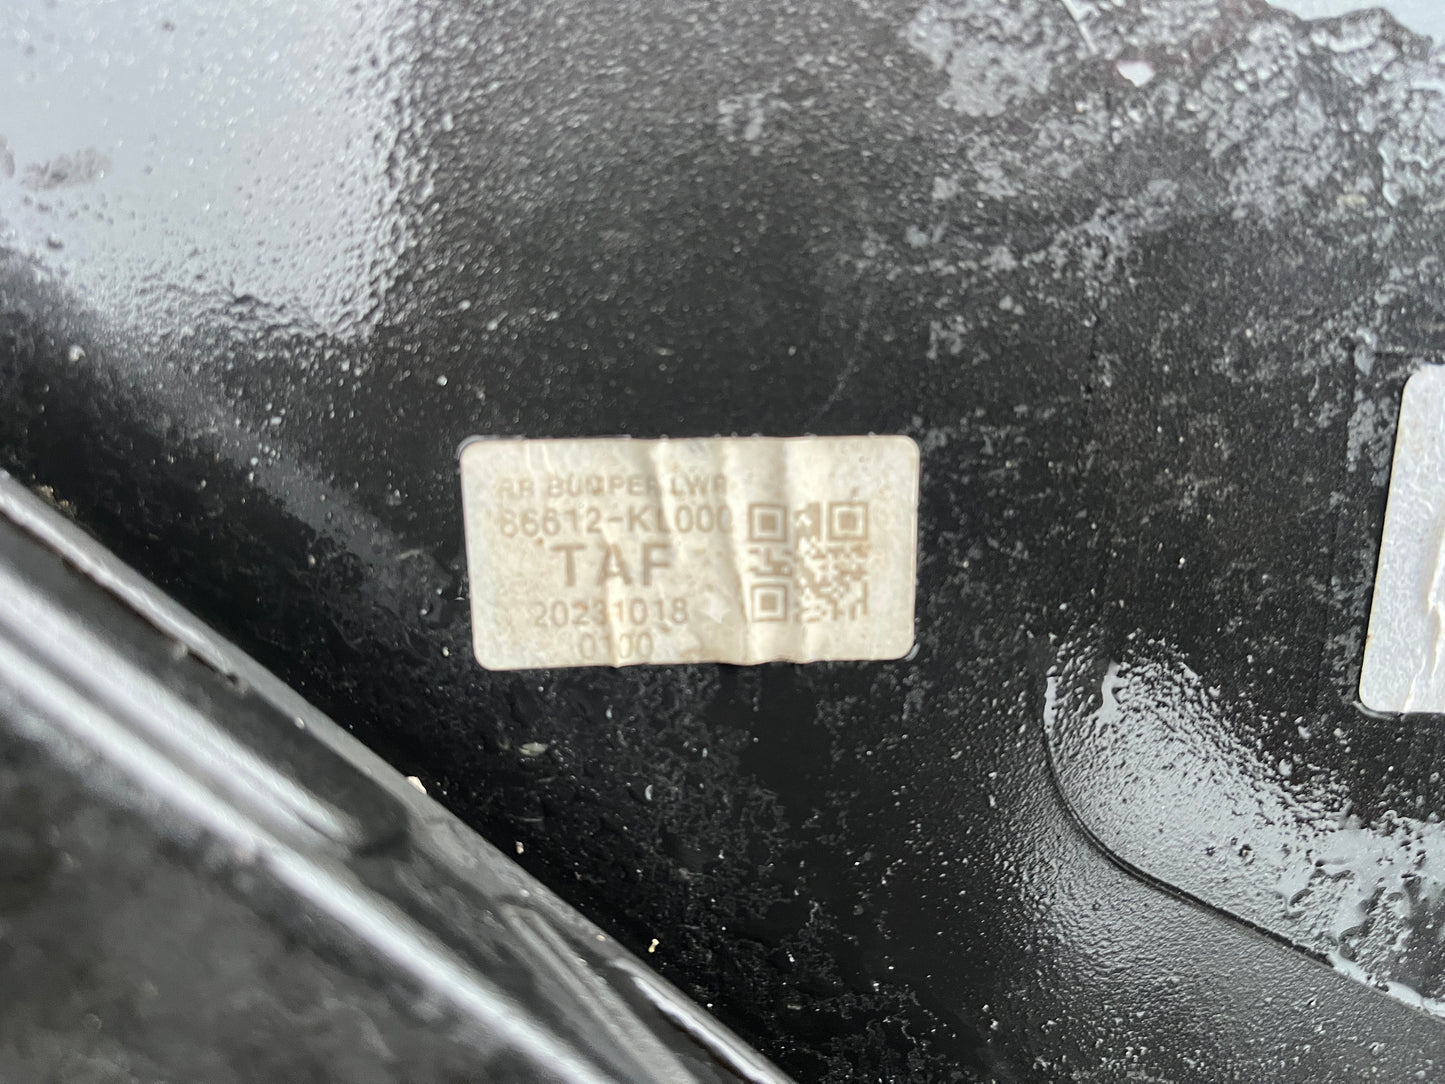 RR BUMPER LWR
86612-KL000
TAF
20231018
0100